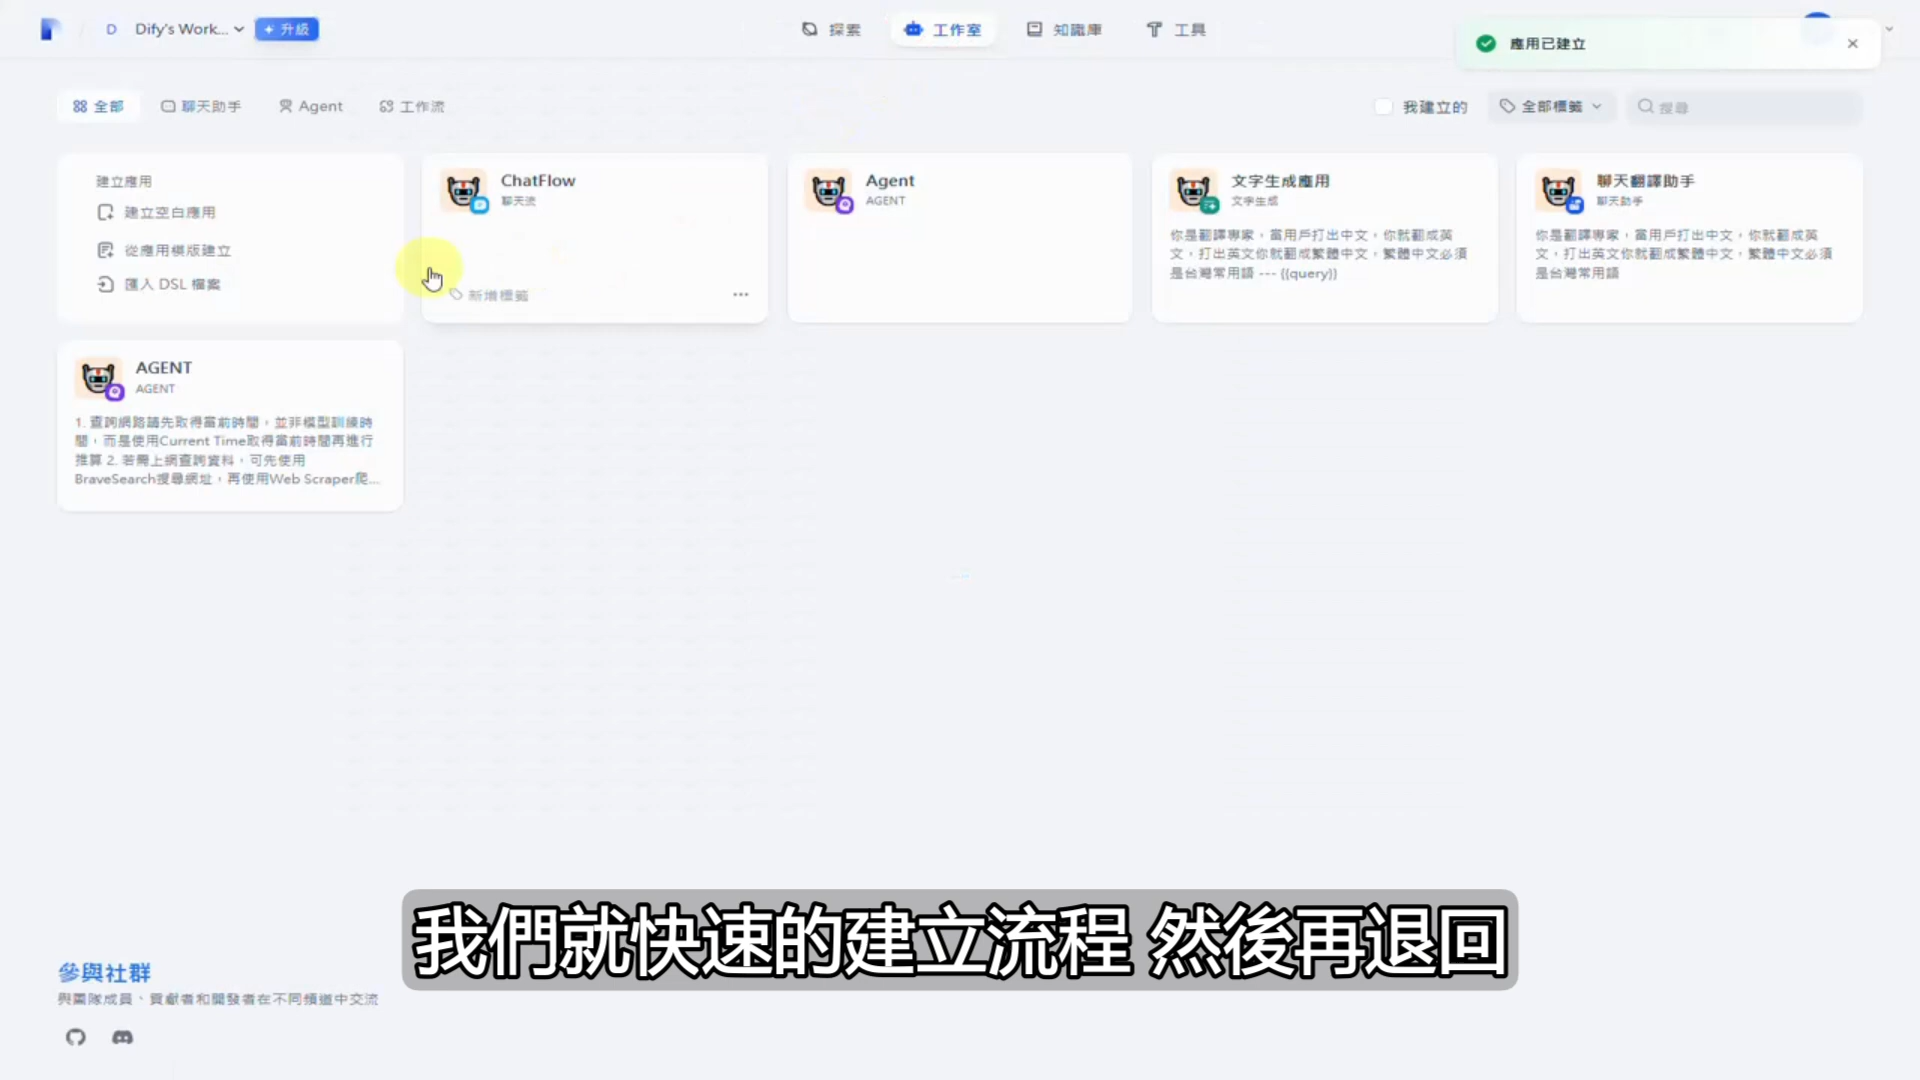 D Dify's Work... 升級
探索
工作室
知識庫
工具
應用已建立
全部
聊天助手
Agent
工作流
我建立的
全部標籤
搜尋
建立應用
建立空白應用
從應用模版建立
匯入 DSL 檔案
ChatFlow
聊天流
新增標籤
Agent
AGENT
文字生成應用
文字生成
你是翻譯專家，當用戶打出中文，你就翻成英
文，打出英文你就翻成繁體中文，繁體中文必須
是台灣常用語 --- {{query}}
聊天翻譯助手
聊天助手
你是翻譯專家，當用戶打出中文，你就翻成英
文，打出英文你就翻成繁體中文，繁體中文必須
是台灣常用語
AGENT
AGENT
1. 查詢網路請先取得當前時間，並非模型訓練時
間，而是使用Current Time取得當前時間再進行
推算 2. 若需上網查詢資料，可先使用
BraveSearch搜尋網址，再使用Web Scraper爬...
參與社群
與團隊成員、貢獻者和開發者在不同頻道中交流
我們就快速的建立流程 然後再退回